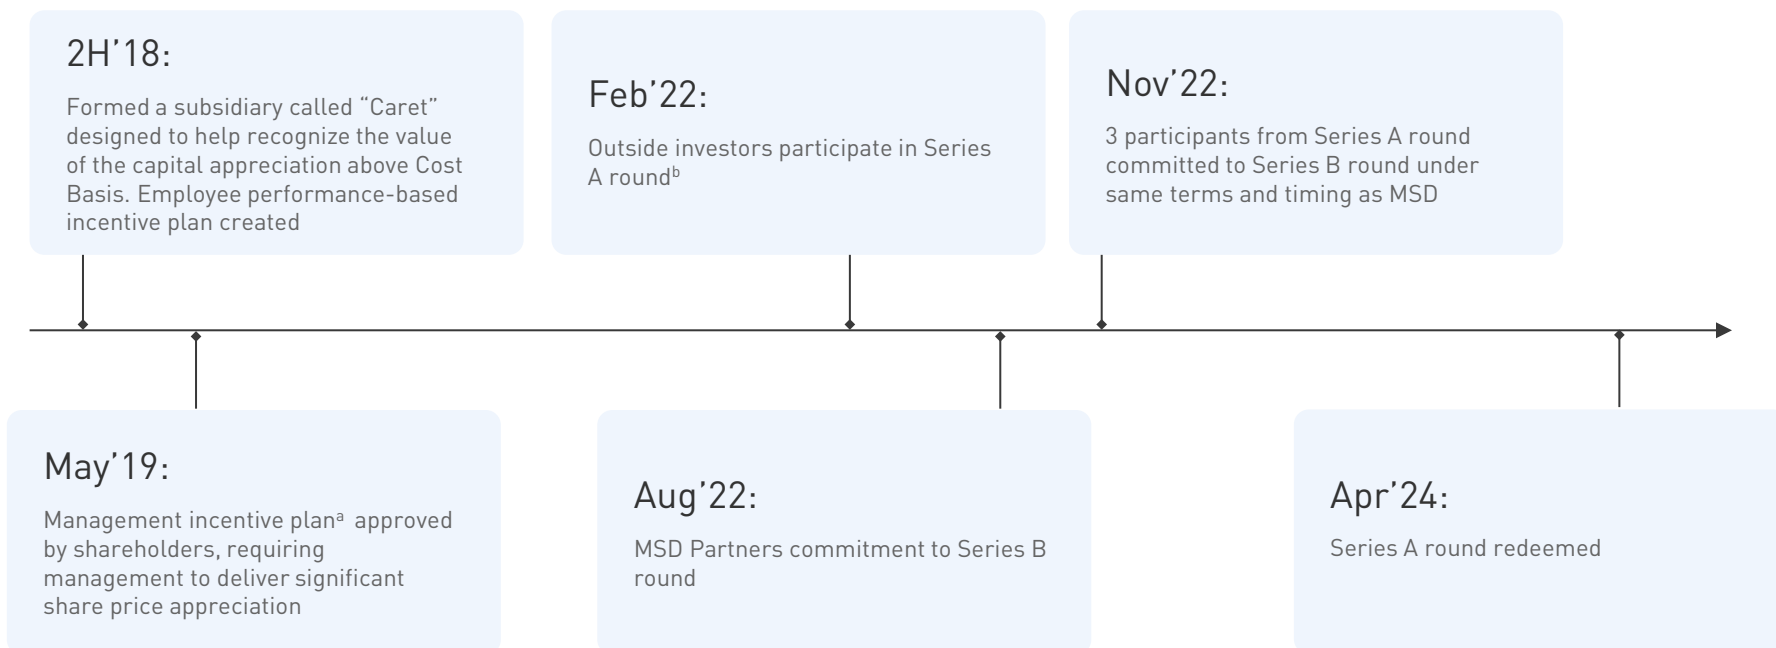 2H’18:
Formed a subsidiary called “Caret”
designed to help recognize the value
of the capital appreciation above Cost
Basis. Employee performance-based
incentive plan created
Feb’22:
Outside investors participate in Series
A roundᵇ
Nov’22:
3 participants from Series A round
committed to Series B round under
same terms and timing as MSD
May’19:
Management incentive planᵃ approved
by shareholders, requiring
management to deliver significant
share price appreciation
Aug’22:
MSD Partners commitment to Series B
round
Apr’24:
Series A round redeemed